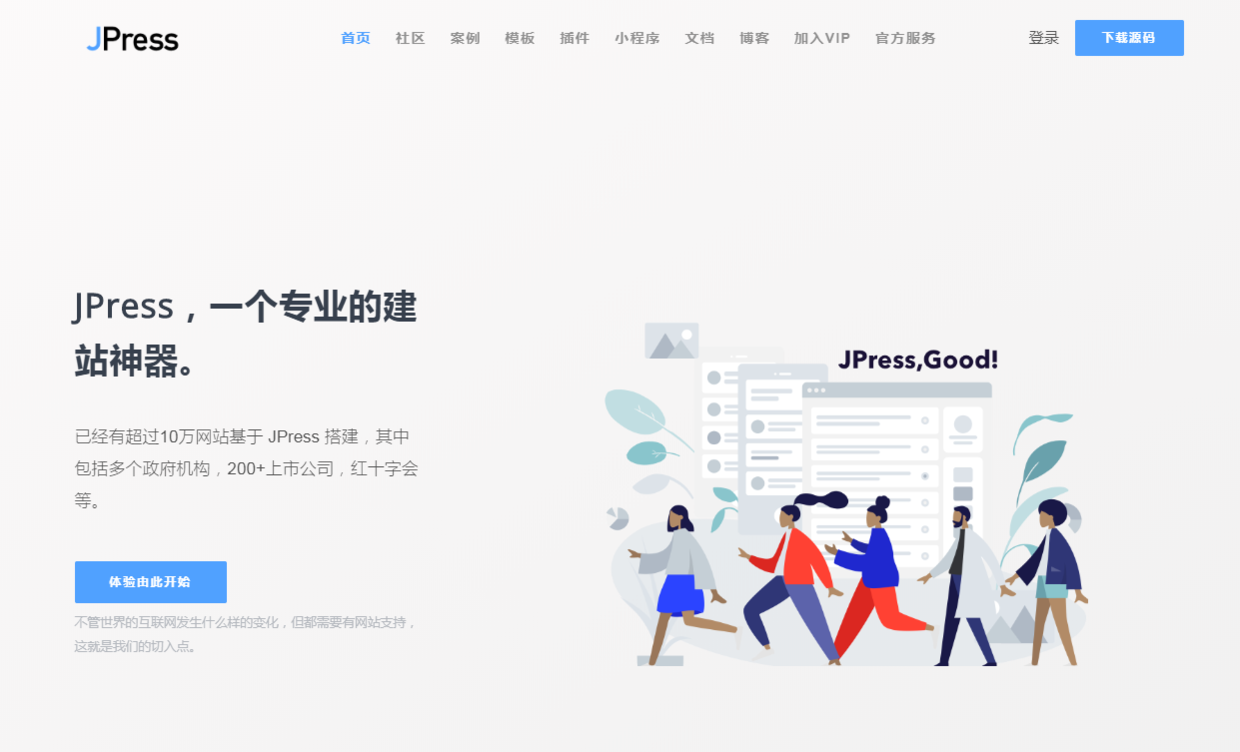 JPress 首页 社区 案例 模板 插件 小程序 文档 博客 加入VIP 官方服务 登录 下载源码
JPress，一个专业的建
站神器。
JPress,Good!
已经有超过10万网站基于 JPress 搭建，其中
包括多个政府机构，200+上市公司，红十字会
等。
体验由此开始
不管世界的互联网发生什么样的变化，但都需要有网站支持，
这就是我们的切入点。